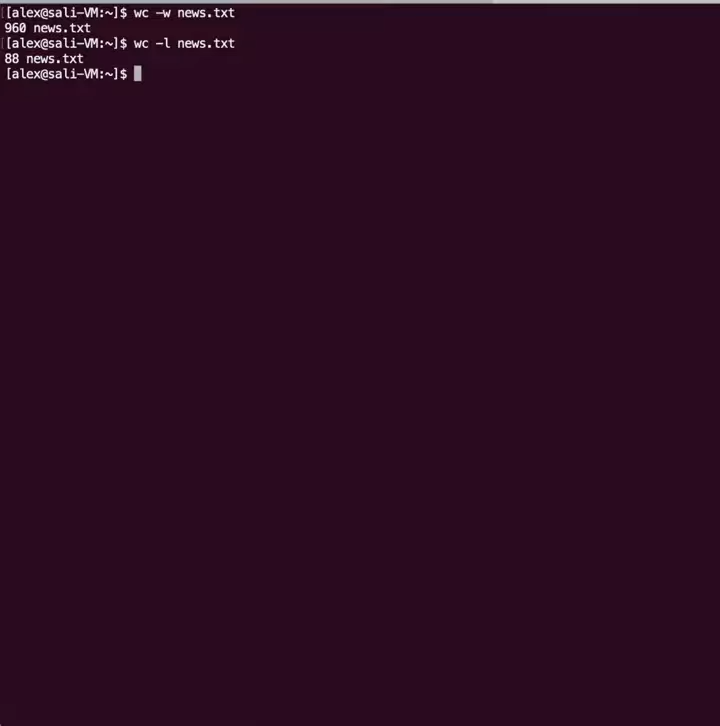 [alex@sali-VM:~]$ wc -w news.txt
960 news.txt
[alex@sali-VM:~]$ wc -l news.txt
88 news.txt
[alex@sali-VM:~]$